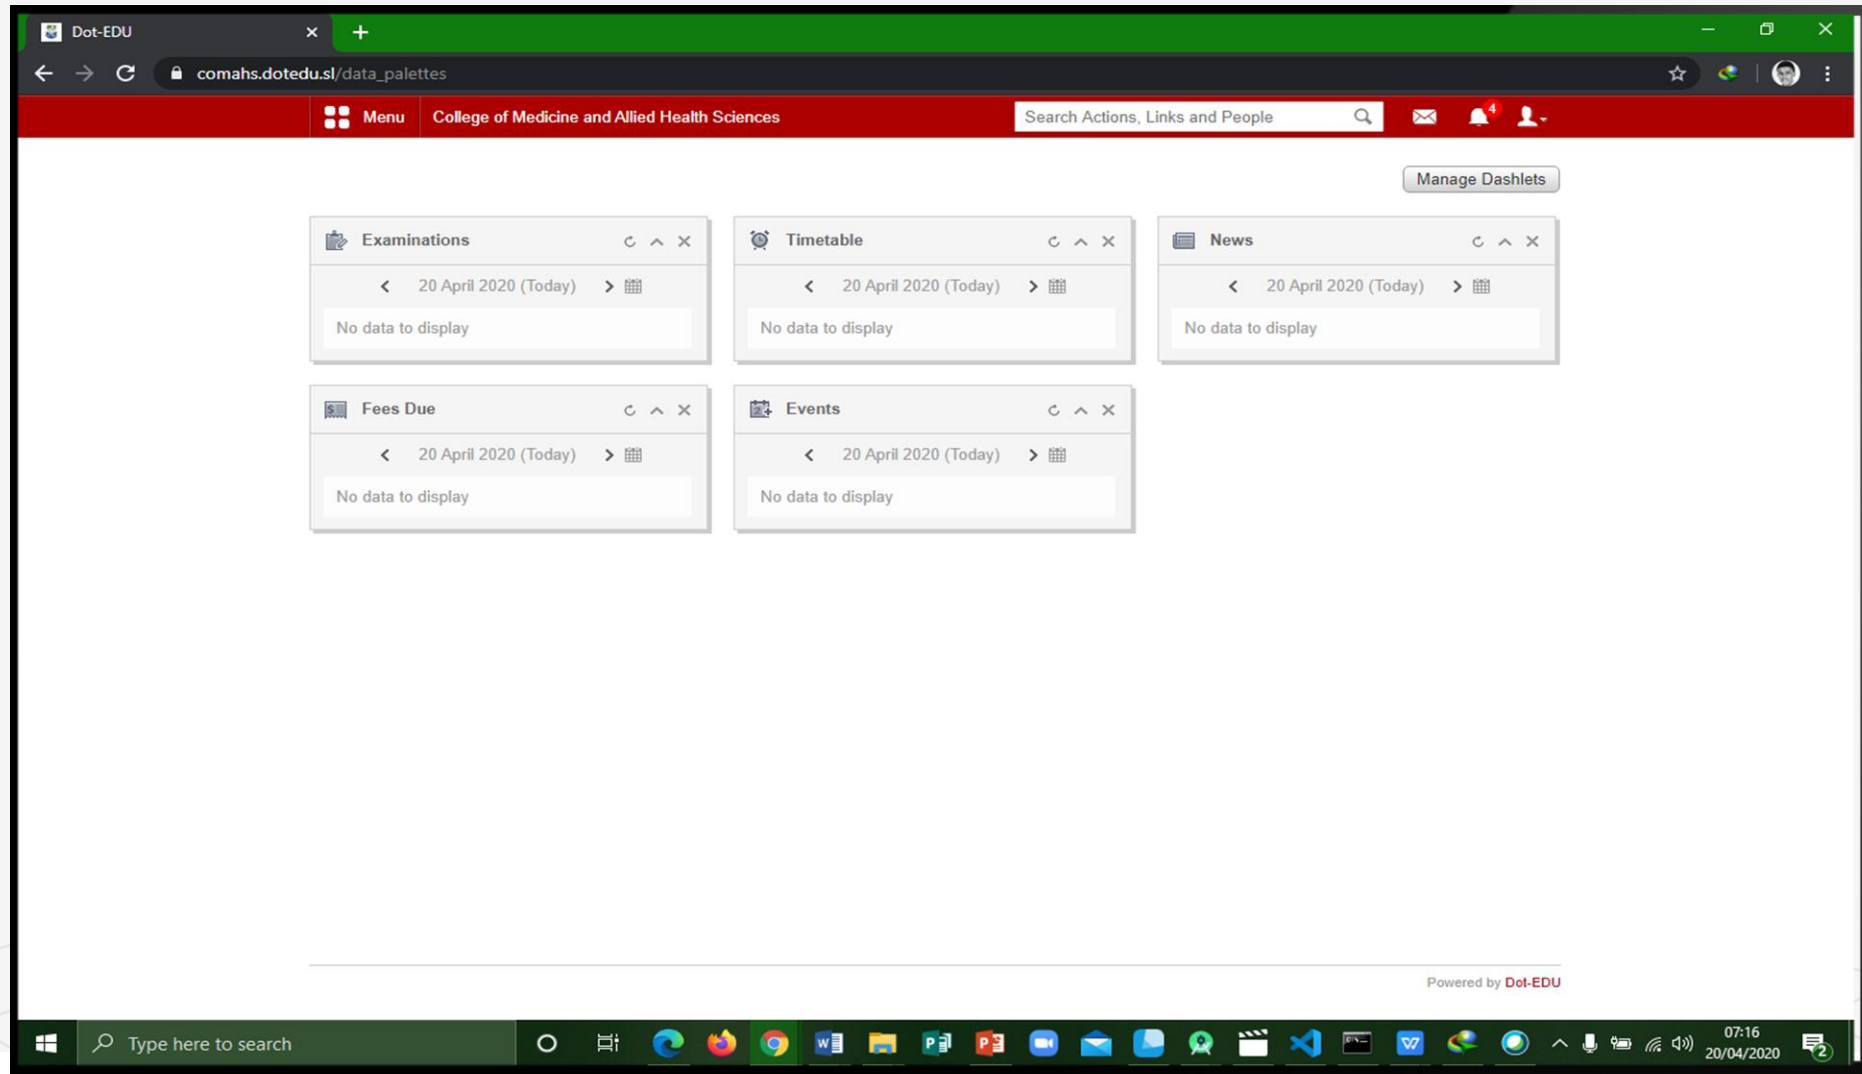 Dot-EDU
comahs.dotedu.sl/data_palettes
Menu College of Medicine and Allied Health Sciences Search Actions, Links and People 4
Manage Dashlets
Examinations
20 April 2020 (Today)
No data to display
Timetable
20 April 2020 (Today)
No data to display
News
20 April 2020 (Today)
No data to display
Fees Due
20 April 2020 (Today)
No data to display
Events
20 April 2020 (Today)
No data to display
Powered by Dot-EDU
Type here to search
07:16
20/04/2020
2